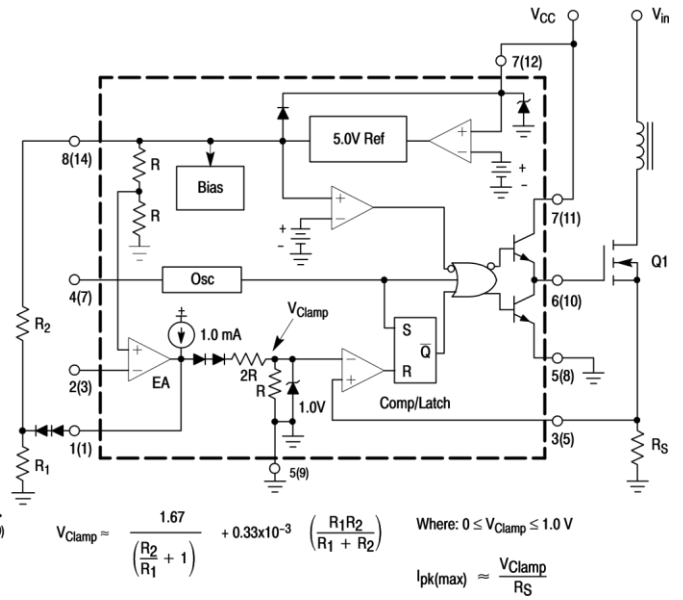 VCC
Vin
7(12)
8(14)
R
Bias
5.0V Ref
+
–
+
–
R
+
–
+
–
7(11)
Q1
4(7)
Osc
6(10)
R2
VClamp
1.0 mA
S
Q̅
R
+
–
EA
2R
R
–
+
1.0V
Comp/Latch
2(3)
5(8)
1(1)
3(5)
R1
5(9)
RS
VClamp ≈ 1.67 / (R2/R1 + 1) + 0.33x10⁻³ (R1R2 / R1 + R2)
Where: 0 ≤ VClamp ≤ 1.0 V
Ipk(max) ≈ VClamp / RS